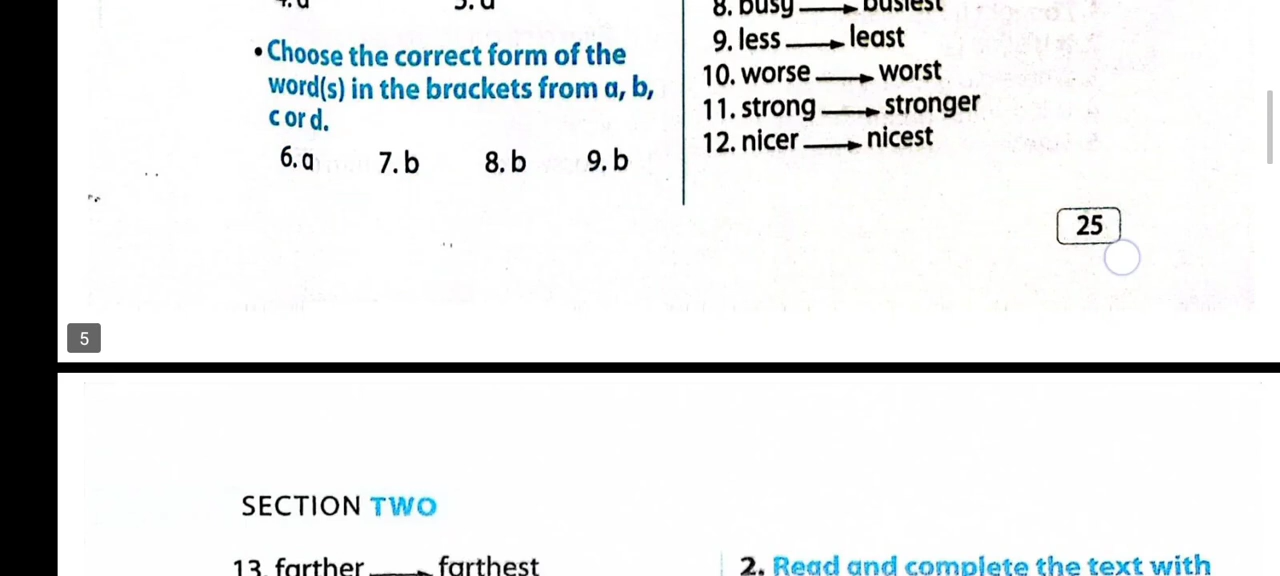 4. a 5. a
• Choose the correct form of the
word(s) in the brackets from a, b,
c or d.
6. a 7. b 8. b 9. b
8. busy → busiest
9. less → least
10. worse → worst
11. strong → stronger
12. nicer → nicest
25
5
SECTION TWO
13. farther → farthest
2. Read and complete the text with